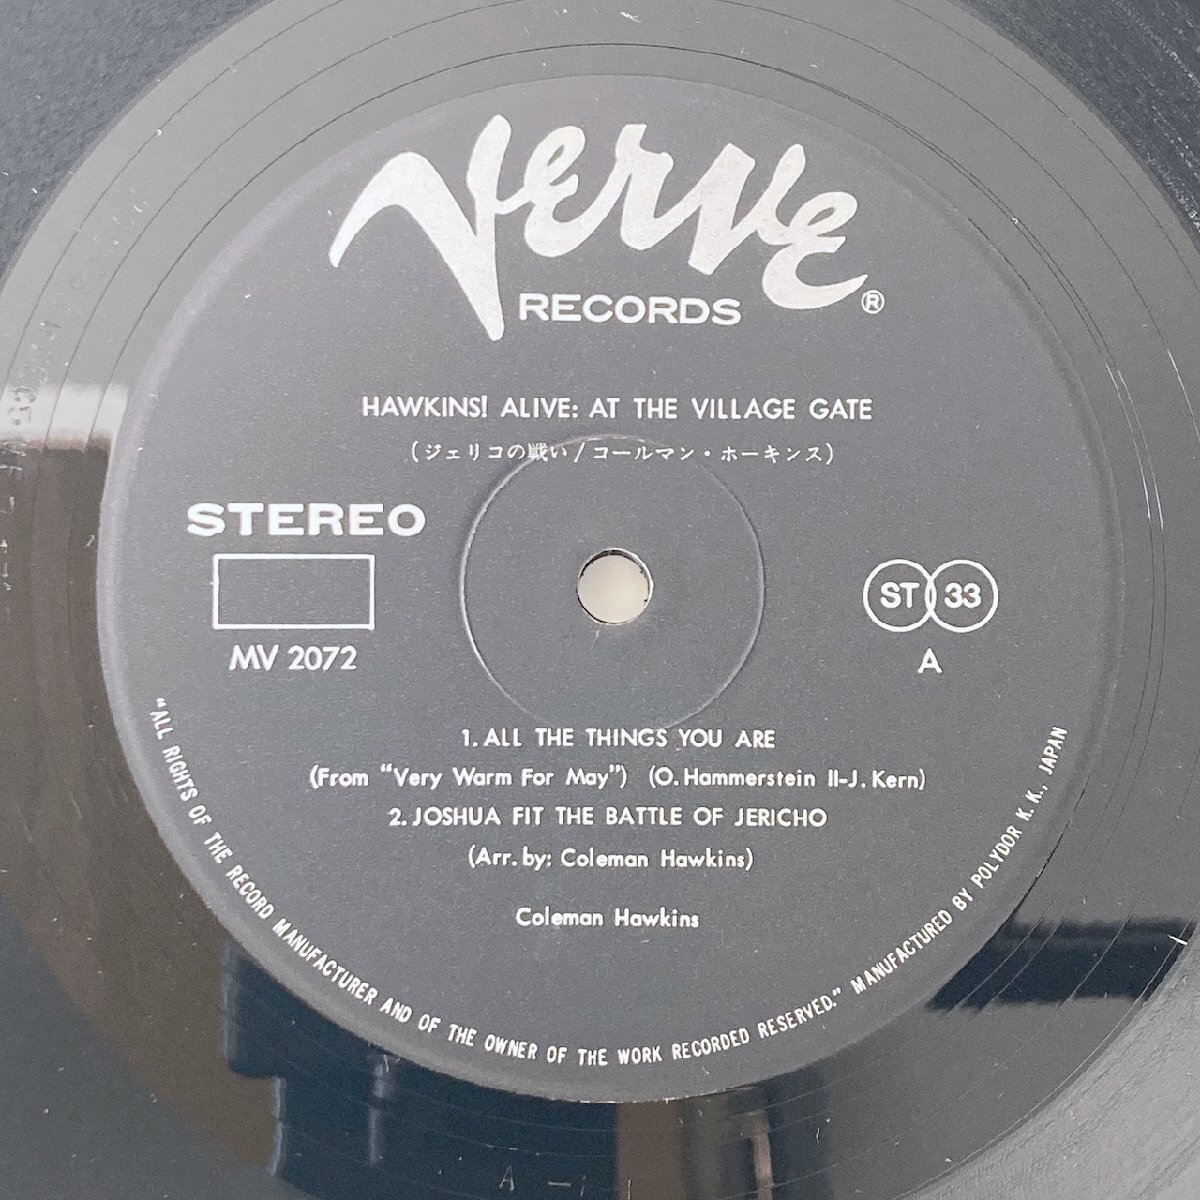 Verve
RECORDS ®
HAWKINS! ALIVE: AT THE VILLAGE GATE
(ジェリコの戦い/コールマン・ホーキンス)
STEREO
MV 2072
ST 33
A
1. ALL THE THINGS YOU ARE
(From “Very Warm For May”) (O. Hammerstein II-J. Kern)
2. JOSHUA FIT THE BATTLE OF JERICHO
(Arr. by: Coleman Hawkins)
Coleman Hawkins
“ALL RIGHTS OF THE RECORD MANUFACTURER AND OF THE OWNER OF THE WORK RECORDED RESERVED.” MANUFACTURED BY POLYDOR K. K., JAPAN